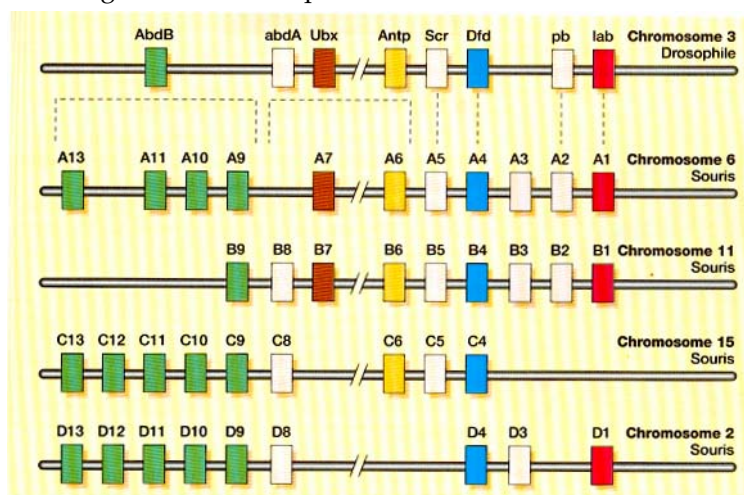 AbdB abdA Ubx Antp Scr Dfd pb lab Chromosome 3
Drosophile
A13 A11 A10 A9 A7 A6 A5 A4 A3 A2 A1 Chromosome 6
Souris
B9 B8 B7 B6 B5 B4 B3 B2 B1 Chromosome 11
Souris
C13 C12 C11 C10 C9 C8 C6 C5 C4 Chromosome 15
Souris
D13 D12 D11 D10 D9 D8 D4 D3 D1 Chromosome 2
Souris